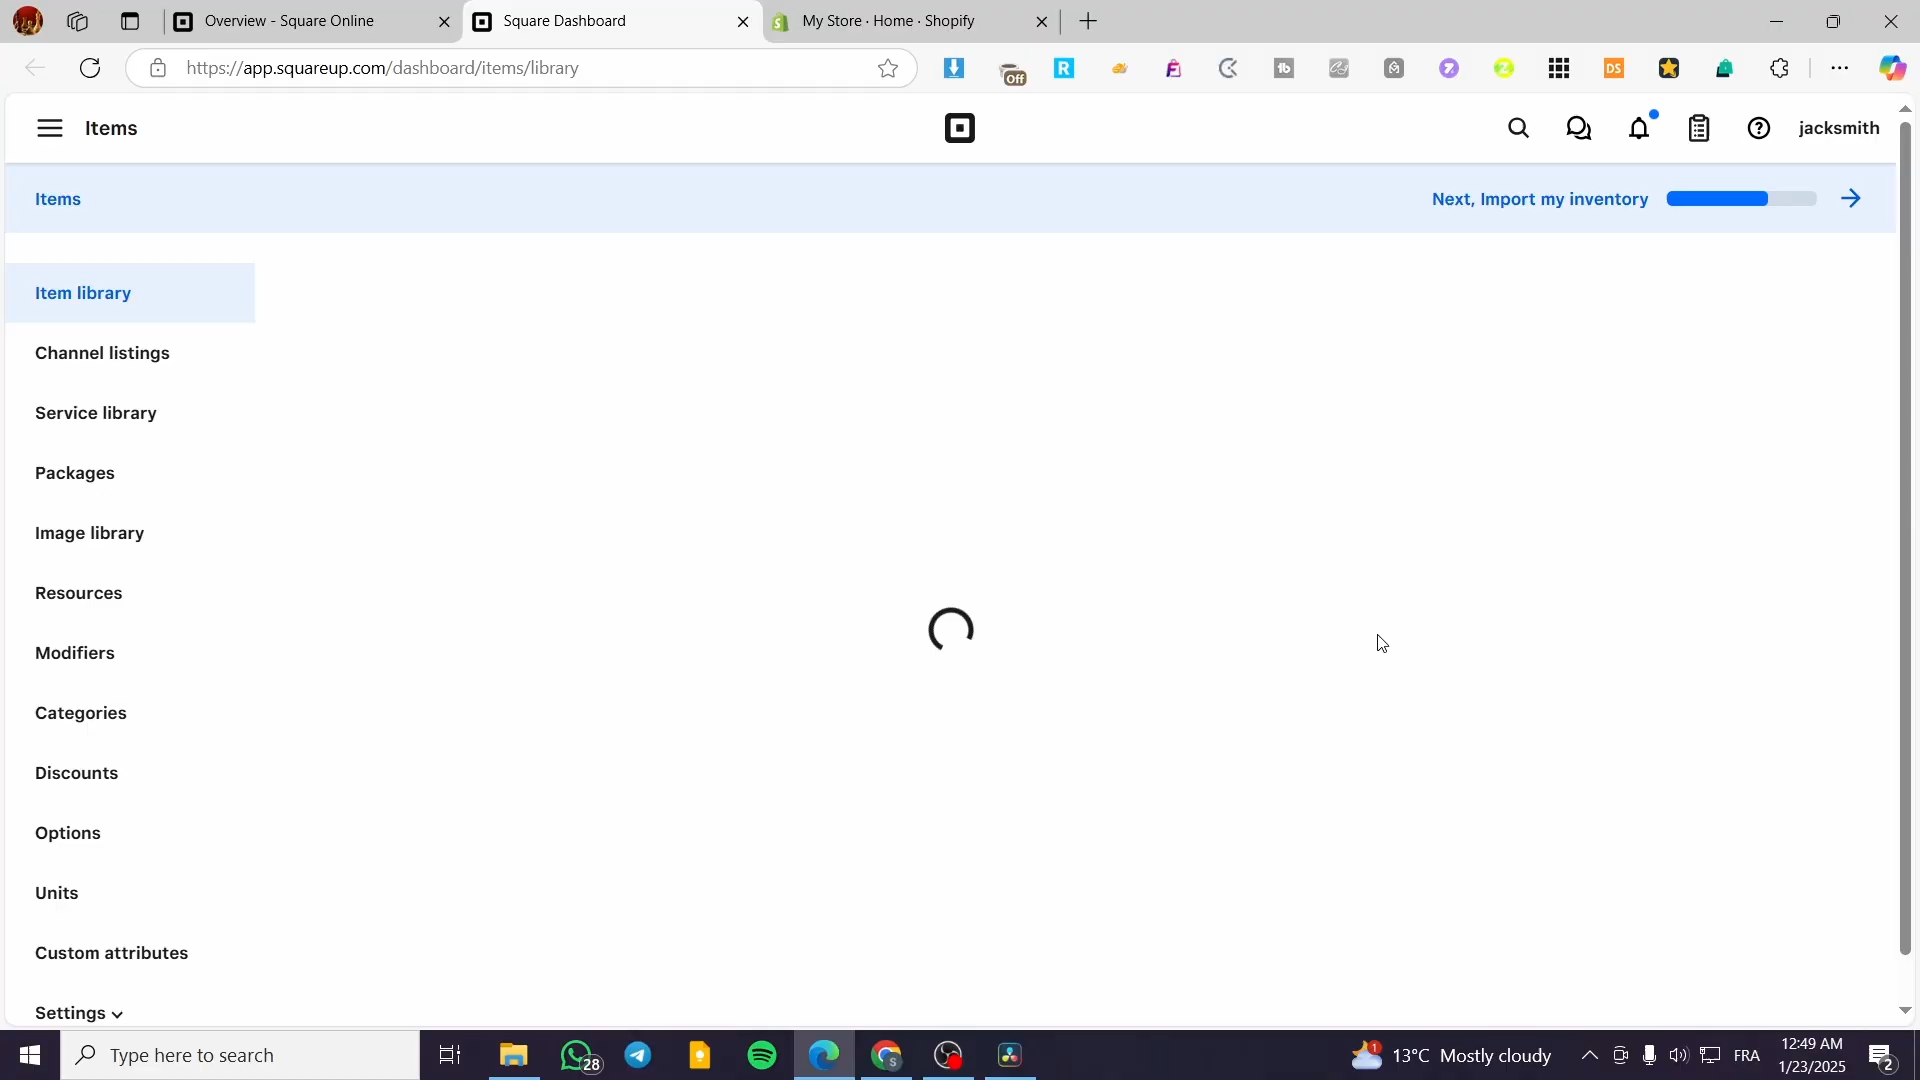 Overview - Square Online
Square Dashboard
My Store · Home · Shopify
https://app.squareup.com/dashboard/items/library
Off
R
tb
DS
Items
jacksmith
Items
Next, Import my inventory
Item library
Channel listings
Service library
Packages
Image library
Resources
Modifiers
Categories
Discounts
Options
Units
Custom attributes
Settings
Type here to search
28
1
13°C Mostly cloudy
FRA
12:49 AM
1/23/2025
2